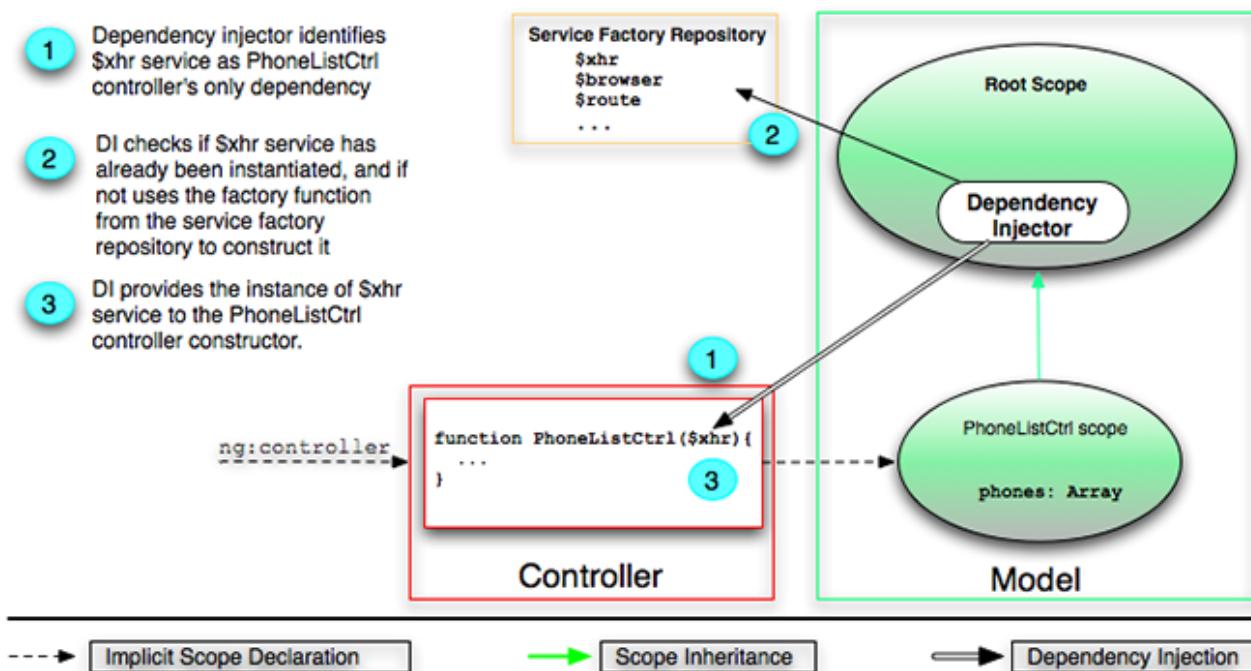 1
Dependency injector identifies
$xhr service as PhoneListCtrl
controller's only dependency
2
DI checks if $xhr service has
already been instantiated, and if
not uses the factory function
from the service factory
repository to construct it
3
DI provides the instance of $xhr
service to the PhoneListCtrl
controller constructor.
Service Factory Repository
$xhr
$browser
$route
...
2
Root Scope
Dependency
Injector
1
ng:controller
function PhoneListCtrl($xhr){
...
}
3
Controller
PhoneListCtrl scope
phones: Array
Model
Implicit Scope Declaration
Scope Inheritance
Dependency Injection